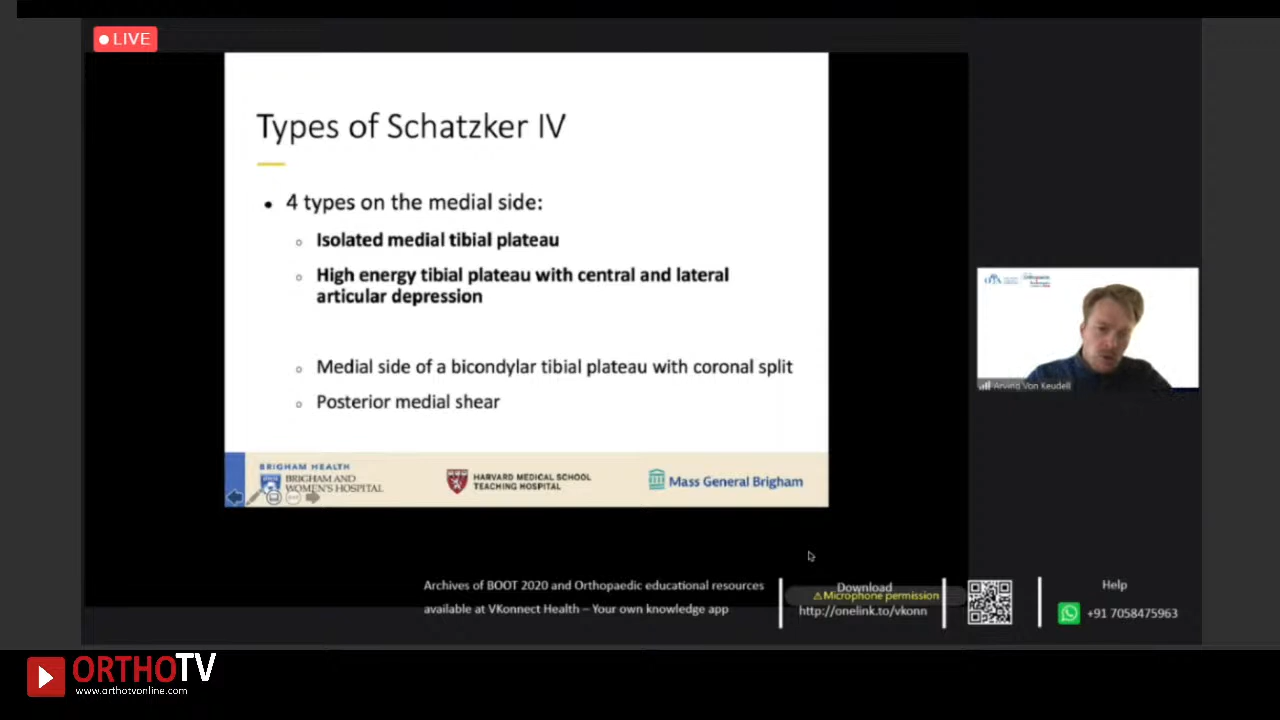 LIVE
Types of Schatzker IV
4 types on the medial side:
Isolated medial tibial plateau
High energy tibial plateau with central and lateral
articular depression
Medial side of a bicondylar tibial plateau with coronal split
Posterior medial shear
BRIGHAM HEALTH
BRIGHAM AND
WOMEN'S HOSPITAL
HARVARD MEDICAL SCHOOL
TEACHING HOSPITAL
Mass General Brigham
Arvind Von Keudell
Archives of BOOT 2020 and Orthopaedic educational resources
available at VKonnect Health – Your own knowledge app
Download
Microphone permission
http://onelink.to/vkonn
Help
+91 7058475963
ORTHOTV
www.orthotvonline.com